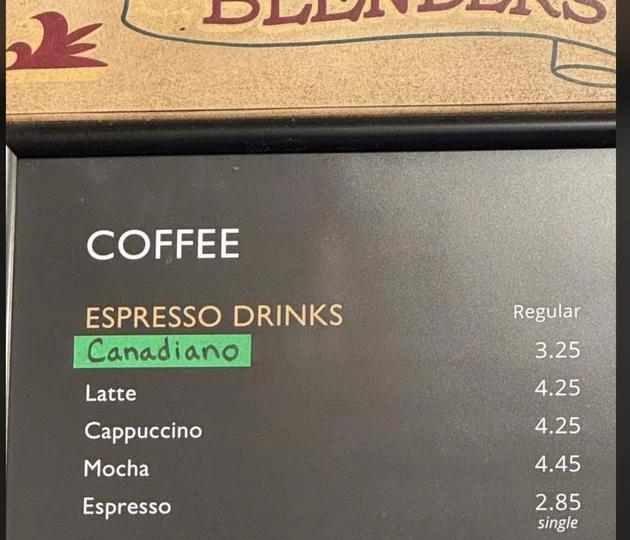 BLENDERS
COFFEE
ESPRESSO DRINKS Regular
Canadiano 3.25
Latte 4.25
Cappuccino 4.25
Mocha 4.45
Espresso 2.85
single